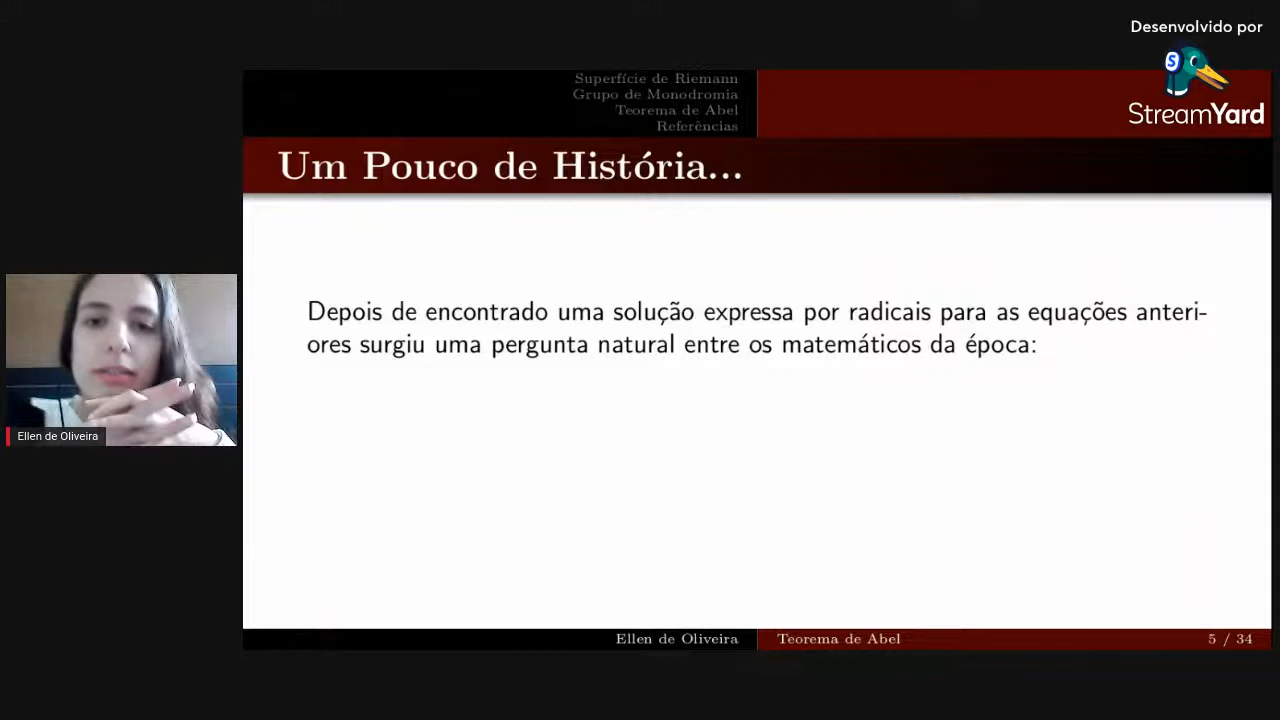 Desenvolvido por
StreamYard
Superfície de Riemann
Grupo de Monodromia
Teorema de Abel
Referências
Um Pouco de História...
Depois de encontrado uma solução expressa por radicais para as equações anteri-
ores surgiu uma pergunta natural entre os matemáticos da época:
Ellen de Oliveira
Ellen de Oliveira Teorema de Abel 5 / 34